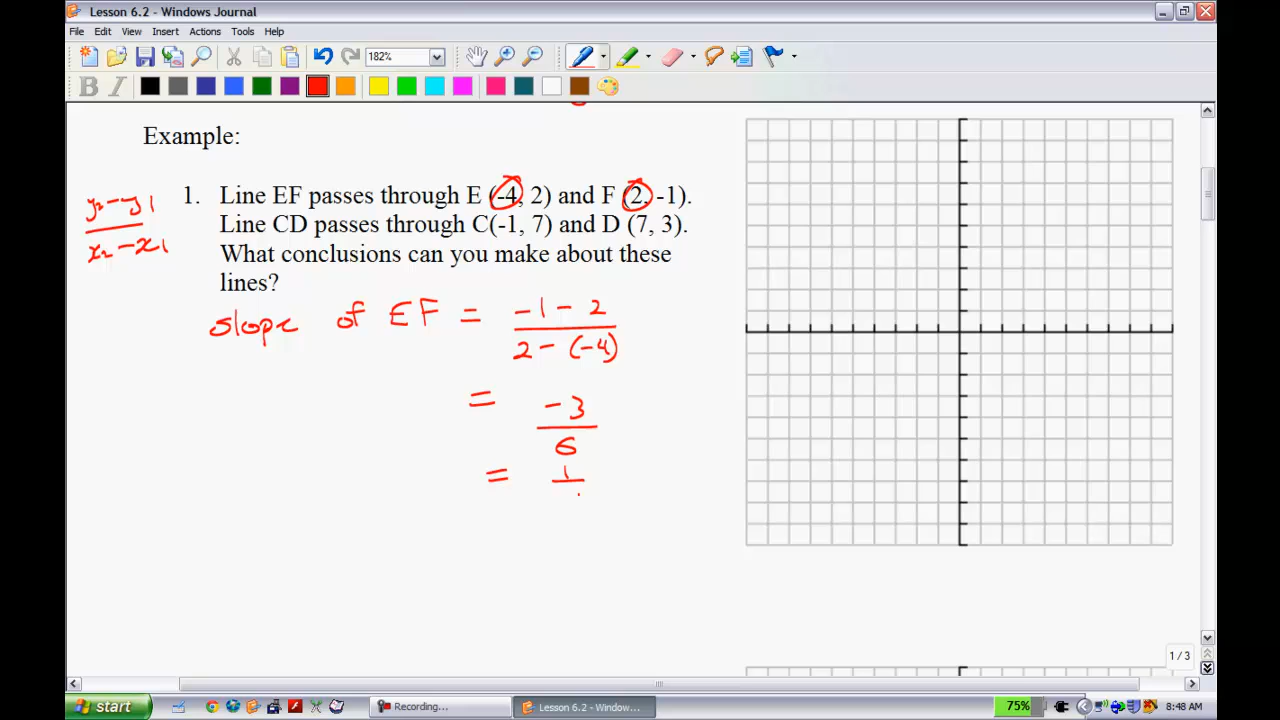 Lesson 6.2 - Windows Journal
File Edit View Insert Actions Tools Help
182%
B I
Example:
y2-y1
x2-x1
1. Line EF passes through E (-4, 2) and F (2, -1).
Line CD passes through C(-1, 7) and D (7, 3).
What conclusions can you make about these
lines?
slope of EF = -1 - 2
2 - (-4)
= -3
6
= 1
1 / 3
start
Recording...
Lesson 6.2 - Window...
75%
8:48 AM